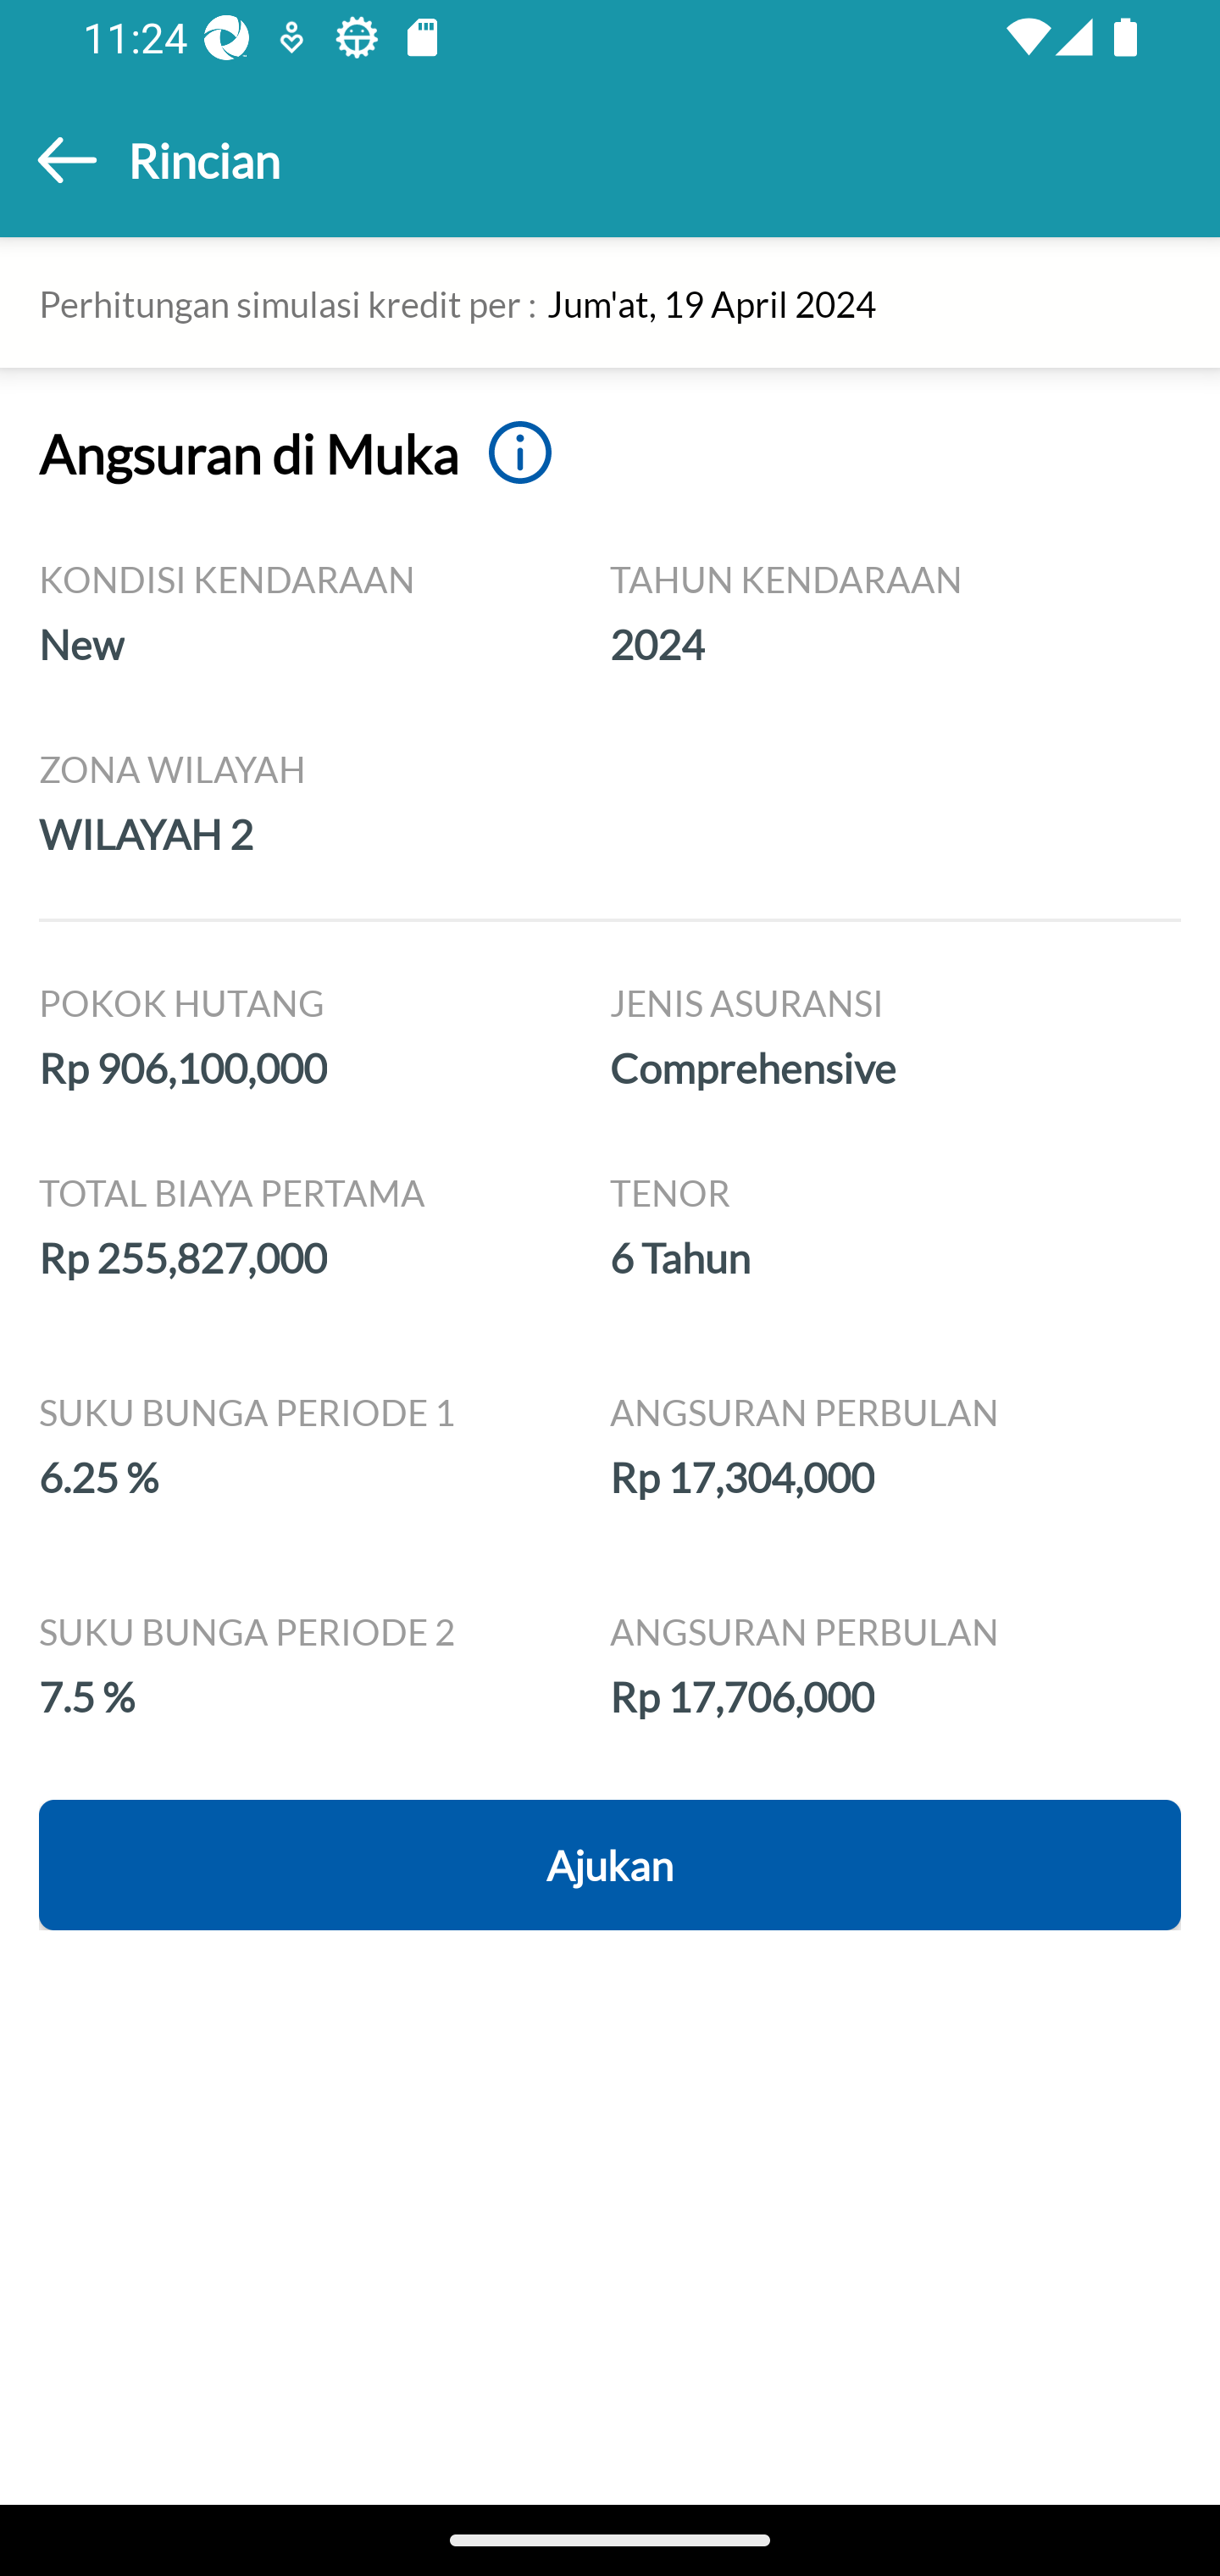 11:24
Rincian
Perhitungan simulasi kredit per : Jum'at, 19 April 2024
Angsuran di Muka
KONDISI KENDARAAN
New
TAHUN KENDARAAN
2024
ZONA WILAYAH
WILAYAH 2
POKOK HUTANG
Rp 906,100,000
JENIS ASURANSI
Comprehensive
TOTAL BIAYA PERTAMA
Rp 255,827,000
TENOR
6 Tahun
SUKU BUNGA PERIODE 1
6.25 %
ANGSURAN PERBULAN
Rp 17,304,000
SUKU BUNGA PERIODE 2
7.5 %
ANGSURAN PERBULAN
Rp 17,706,000
Ajukan